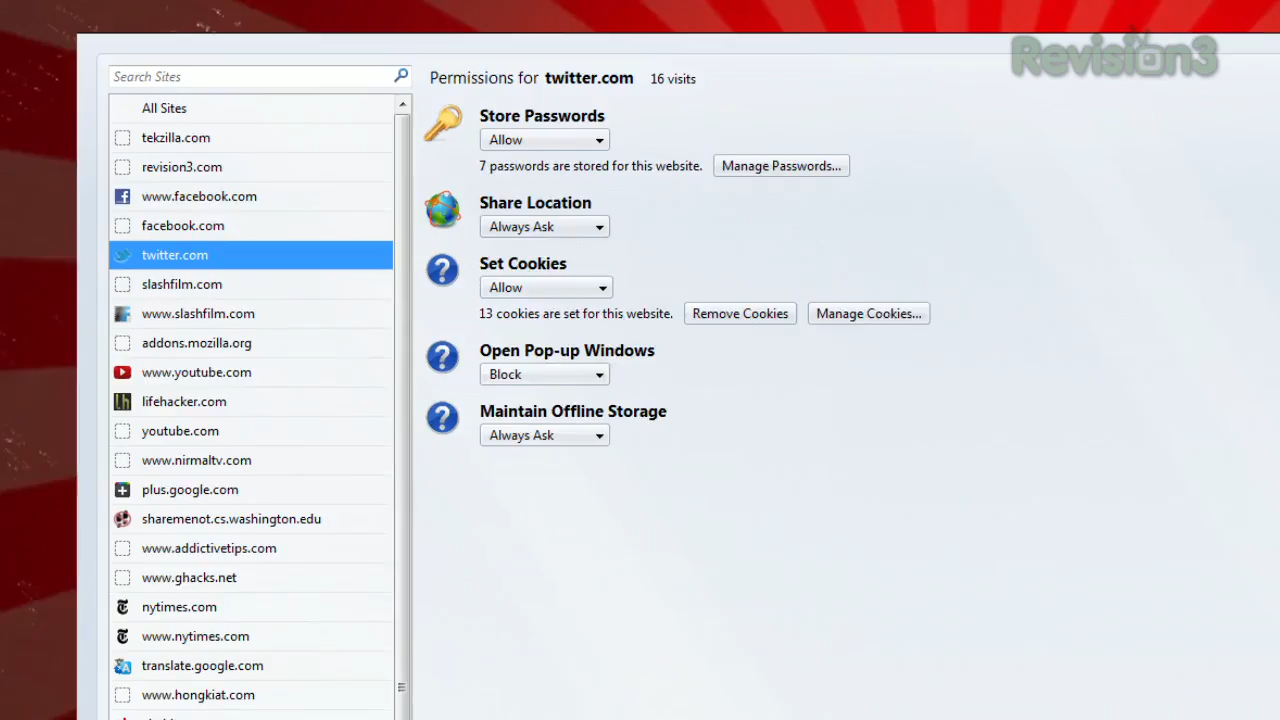 Revision3
Search Sites
Permissions for twitter.com 16 visits
All Sites
tekzilla.com
revision3.com
www.facebook.com
facebook.com
twitter.com
slashfilm.com
www.slashfilm.com
addons.mozilla.org
www.youtube.com
lifehacker.com
youtube.com
www.nirmaltv.com
plus.google.com
sharemenot.cs.washington.edu
www.addictivetips.com
www.ghacks.net
nytimes.com
www.nytimes.com
translate.google.com
www.hongkiat.com
Store Passwords
Allow
7 passwords are stored for this website. Manage Passwords...
Share Location
Always Ask
Set Cookies
Allow
13 cookies are set for this website. Remove Cookies Manage Cookies...
Open Pop-up Windows
Block
Maintain Offline Storage
Always Ask